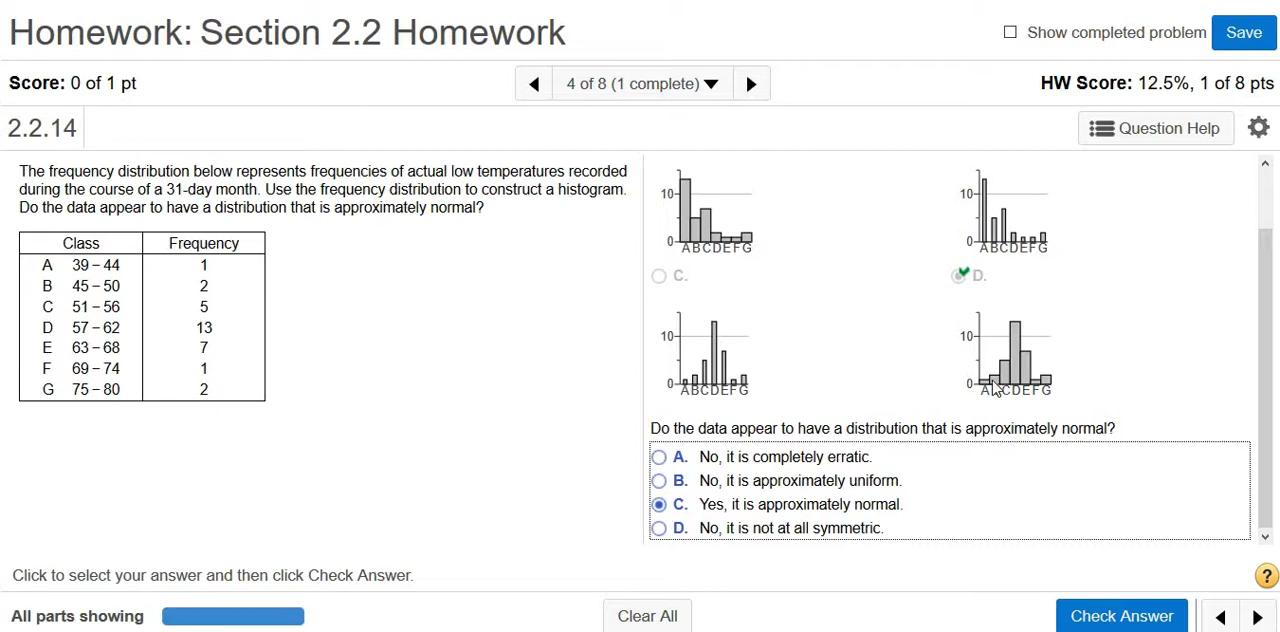 Homework: Section 2.2 Homework
Show completed problem
Save
Score: 0 of 1 pt
4 of 8 (1 complete)
HW Score: 12.5%, 1 of 8 pts
2.2.14
Question Help
The frequency distribution below represents frequencies of actual low temperatures recorded
during the course of a 31-day month. Use the frequency distribution to construct a histogram.
Do the data appear to have a distribution that is approximately normal?
Class Frequency
A 39 – 44 1
B 45 – 50 2
C 51 – 56 5
D 57 – 62 13
E 63 – 68 7
F 69 – 74 1
G 75 – 80 2
10
0
A B C D E F G
10
0
A B C D E F G
C.
D.
10
0
A B C D E F G
10
0
A C D E F G
Do the data appear to have a distribution that is approximately normal?
A. No, it is completely erratic.
B. No, it is approximately uniform.
C. Yes, it is approximately normal.
D. No, it is not at all symmetric.
Click to select your answer and then click Check Answer.
?
All parts showing
Clear All
Check Answer